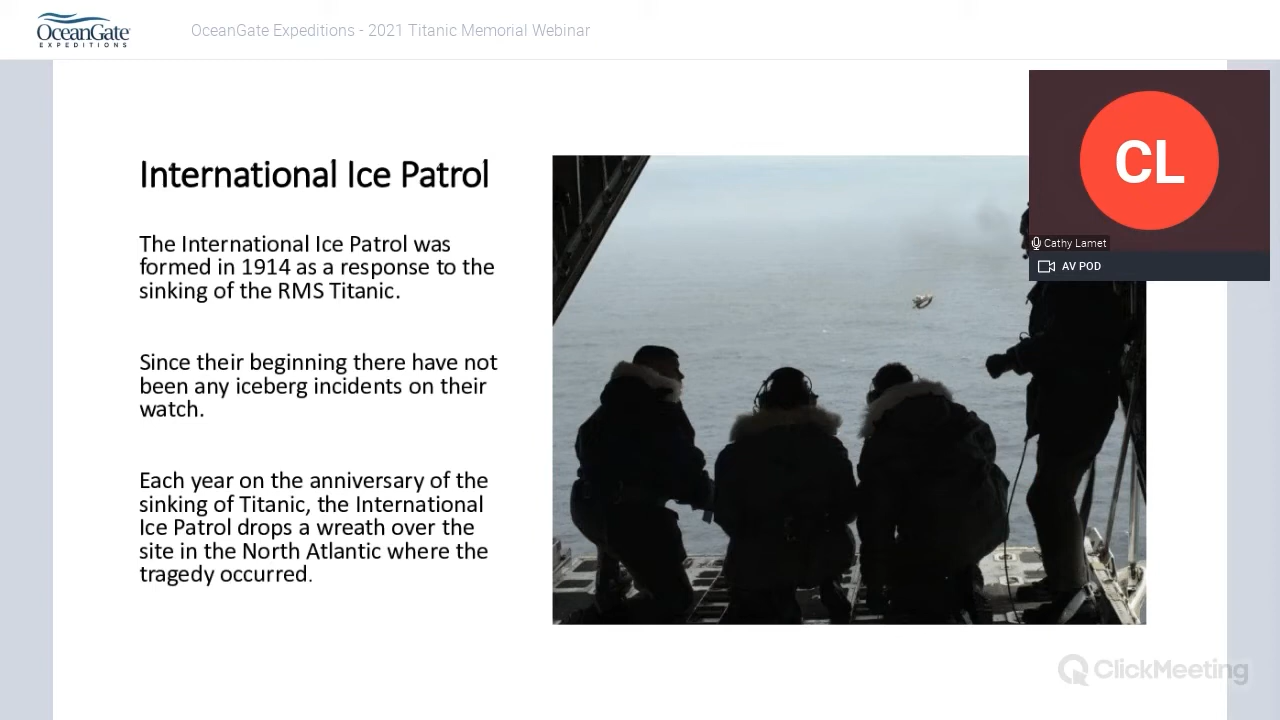 OceanGate
EXPEDITIONS
OceanGate Expeditions - 2021 Titanic Memorial Webinar
CL
Cathy Lamet
AV POD
International Ice Patrol
The International Ice Patrol was
formed in 1914 as a response to the
sinking of the RMS Titanic.
Since their beginning there have not
been any iceberg incidents on their
watch.
Each year on the anniversary of the
sinking of Titanic, the International
Ice Patrol drops a wreath over the
site in the North Atlantic where the
tragedy occurred.
ClickMeeting